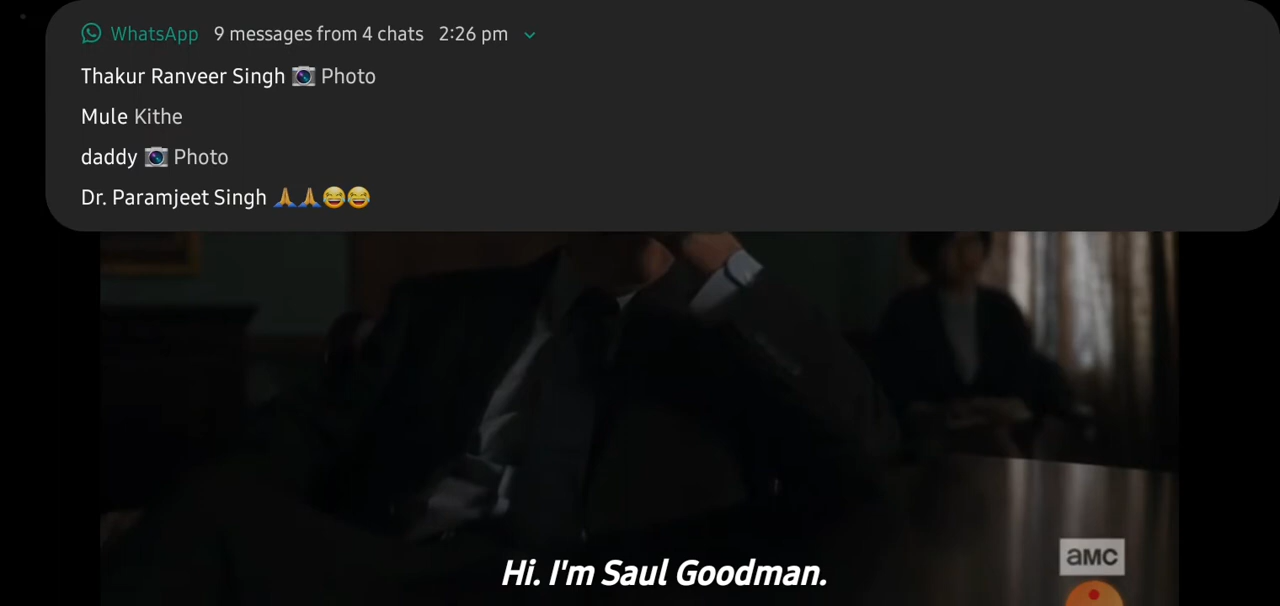 WhatsApp 9 messages from 4 chats 2:26 pm
Thakur Ranveer Singh 📷 Photo
Mule Kithe
daddy 📷 Photo
Dr. Paramjeet Singh 🙏🙏😂😂
Hi. I'm Saul Goodman.
aMC